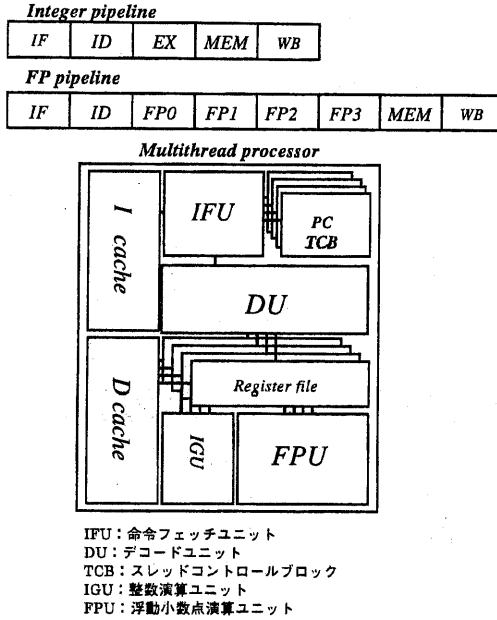 Integer pipeline
IF ID EX MEM WB
FP pipeline
IF ID FP0 FP1 FP2 FP3 MEM WB
Multithread processor
I cache
IFU
PC
TCB
DU
D cache
Register file
IGU
FPU
IFU：命令フェッチユニット
DU：デコードユニット
TCB：スレッドコントロールブロック
IGU：整数演算ユニット
FPU：浮動小数点演算ユニット